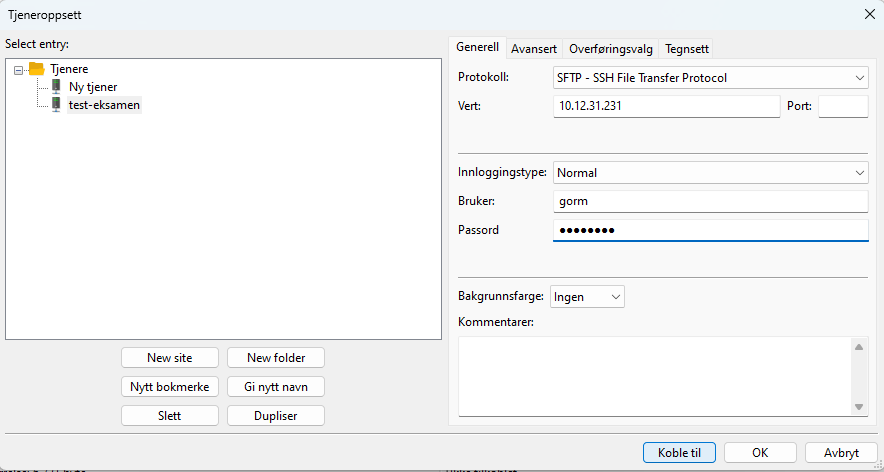 Tjeneroppsett
Select entry:
Tjenere
Ny tjener
test-eksamen
New site
New folder
Nytt bokmerke
Gi nytt navn
Slett
Dupliser
Generell
Avansert
Overføringsvalg
Tegnsett
Protokoll:
SFTP - SSH File Transfer Protocol
Vert:
10.12.31.231
Port:
Innloggingstype:
Normal
Bruker:
gorm
Passord
●●●●●●●●
Bakgrunnsfarge:
Ingen
Kommentarer:
Koble til
OK
Avbryt